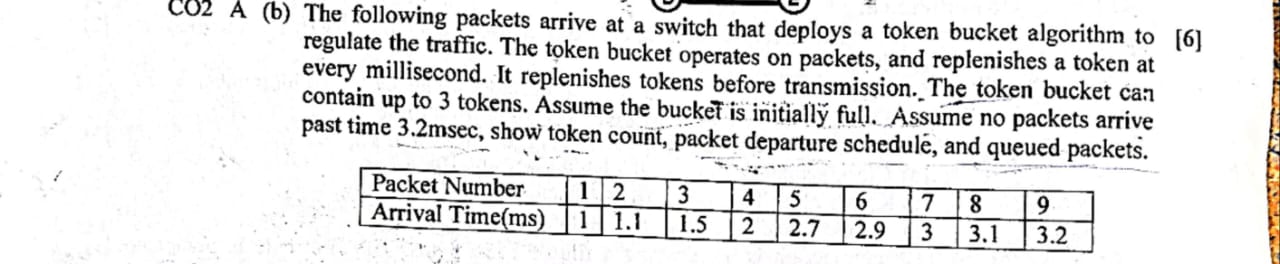 CO2 A (b) The following packets arrive at a switch that deploys a token bucket algorithm to [6]
regulate the traffic. The token bucket operates on packets, and replenishes a token at
every millisecond. It replenishes tokens before transmission. The token bucket can
contain up to 3 tokens. Assume the bucket is initially full. Assume no packets arrive
past time 3.2msec, show token count, packet departure schedule, and queued packets.
Packet Number 1 2 3 4 5 6 7 8 9
Arrival Time(ms) 1 1.1 1.5 2 2.7 2.9 3 3.1 3.2